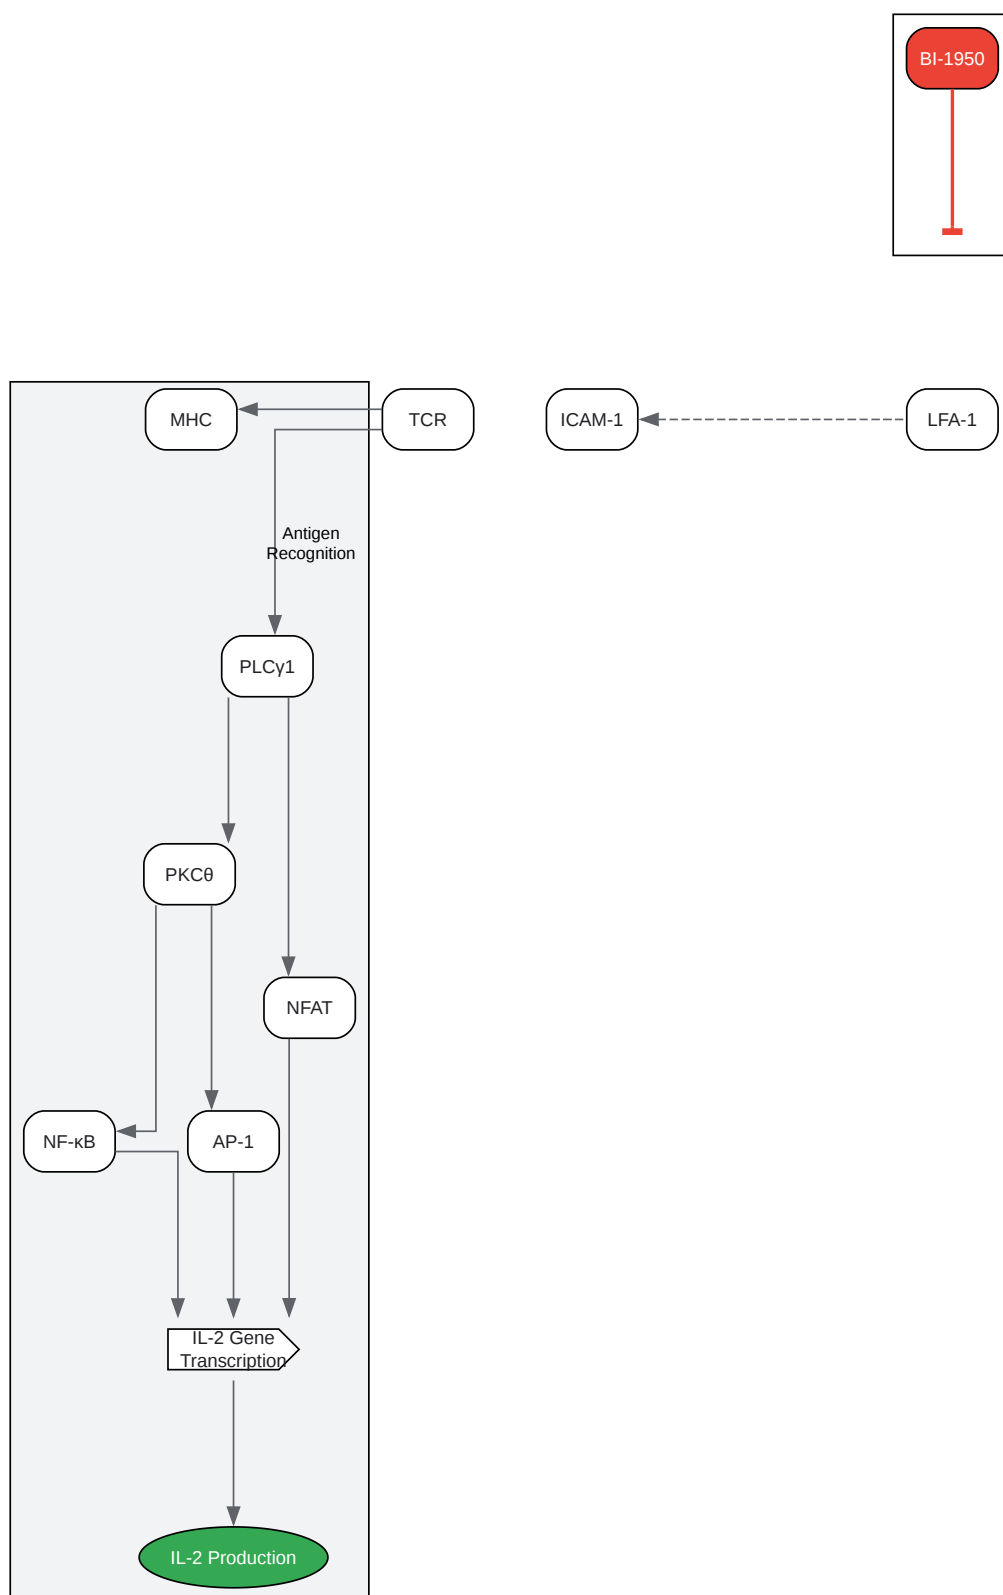 BI-1950
MHC
TCR
ICAM-1
LFA-1
Antigen
Recognition
PLCγ1
PKCθ
NFAT
NF-κB
AP-1
IL-2 Gene
Transcription
IL-2 Production